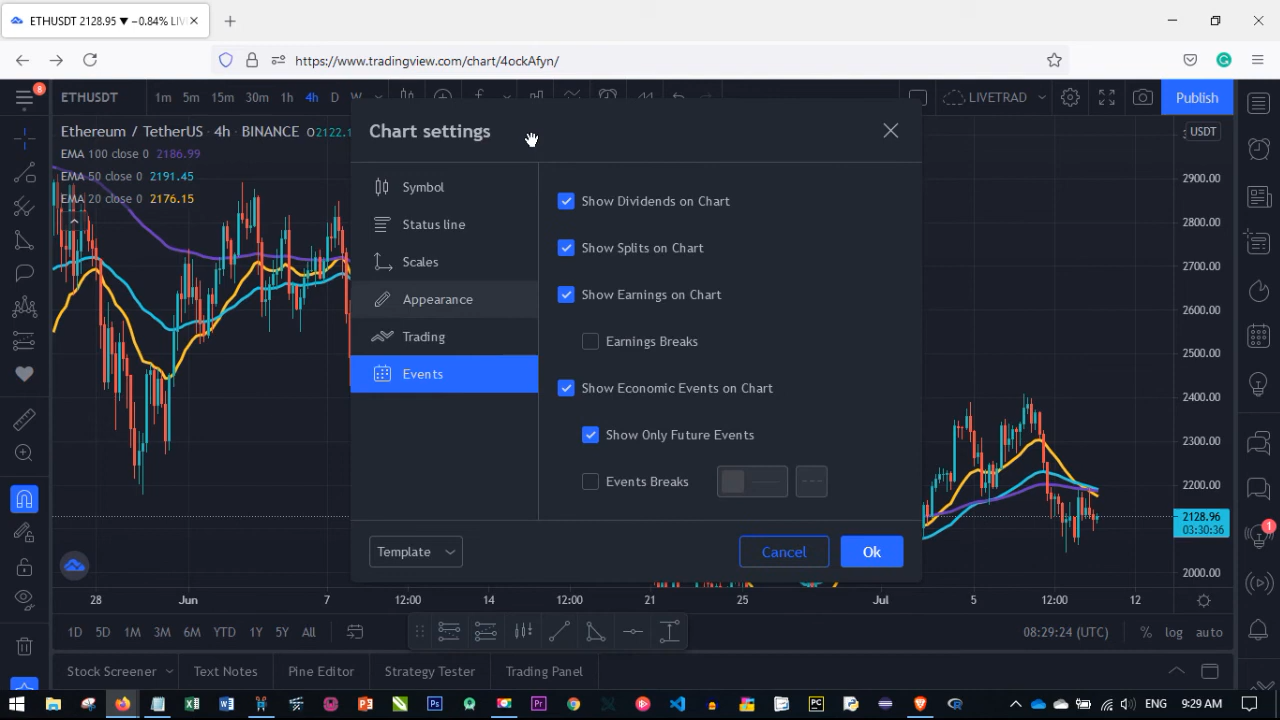 ETHUSDT 2128.95 ▼ −0.84% LIV
https://www.tradingview.com/chart/4ockAfyn/
8
ETHUSDT 1m 5m 15m 30m 1h 4h D W LIVETRAD Publish
Ethereum / TetherUS · 4h · BINANCE O2122.1
EMA 100 close 0 2186.99
EMA 50 close 0 2191.45
EMA 20 close 0 2176.15
Chart settings
Symbol
Status line
Scales
Appearance
Trading
Events
Show Dividends on Chart
Show Splits on Chart
Show Earnings on Chart
Earnings Breaks
Show Economic Events on Chart
Show Only Future Events
Events Breaks
Template
Cancel
Ok
USDT
2900.00
2800.00
2700.00
2600.00
2500.00
2400.00
2300.00
2200.00
2128.96
03:30:36
2000.00
1
28 Jun 7 12:00 14 12:00 21 25 Jul 5 12:00 12
1D 5D 1M 3M 6M YTD 1Y 5Y All 08:29:24 (UTC) % log auto
Stock Screener Text Notes Pine Editor Strategy Tester Trading Panel
ENG 9:29 AM